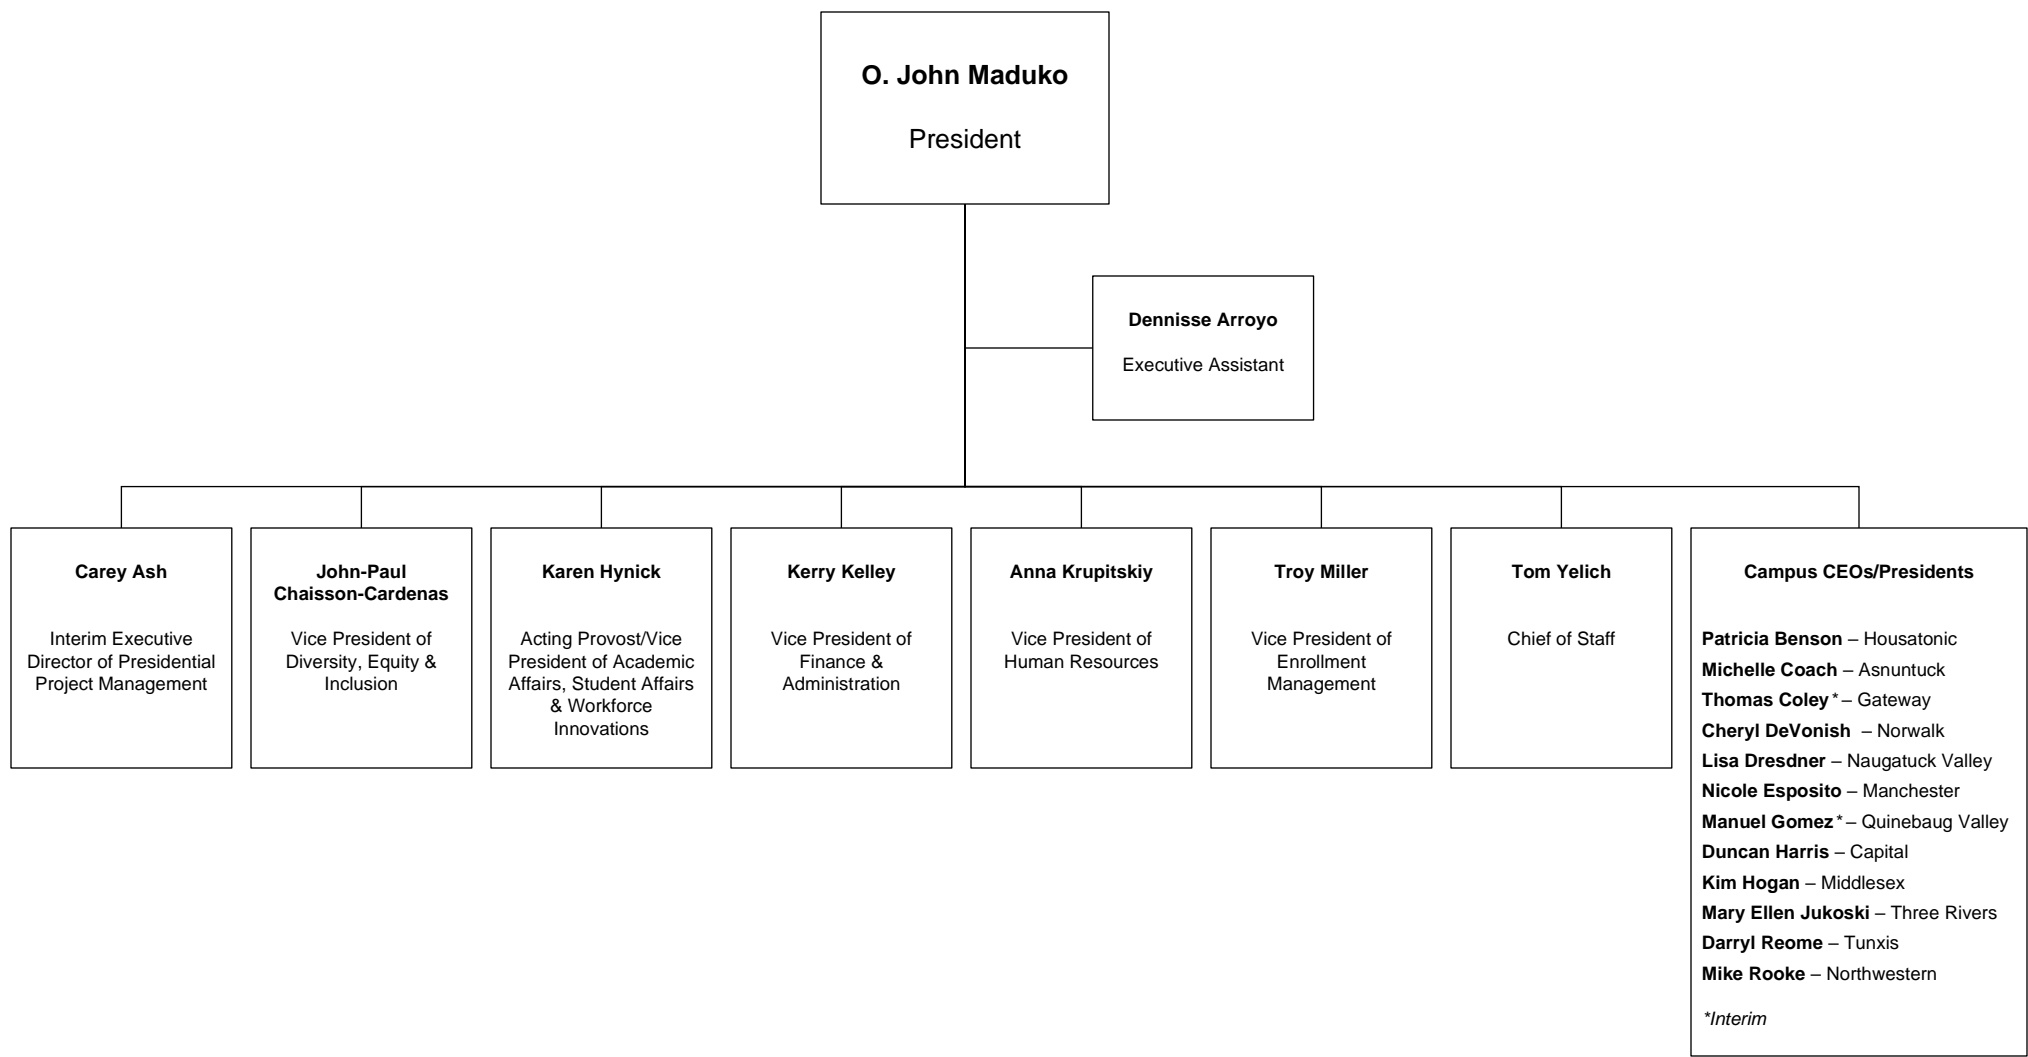 O. John Maduko
President
Dennisse Arroyo
Executive Assistant
Carey Ash
Interim Executive
Director of Presidential
Project Management
John-Paul
Chaisson-Cardenas
Vice President of
Diversity, Equity &
Inclusion
Karen Hynick
Acting Provost/Vice
President of Academic
Affairs, Student Affairs
& Workforce
Innovations
Kerry Kelley
Vice President of
Finance &
Administration
Anna Krupitskiy
Vice President of
Human Resources
Troy Miller
Vice President of
Enrollment
Management
Tom Yelich
Chief of Staff
Campus CEOs/Presidents
Patricia Benson – Housatonic
Michelle Coach – Asnuntuck
Thomas Coley* – Gateway
Cheryl DeVonish – Norwalk
Lisa Dresdner – Naugatuck Valley
Nicole Esposito – Manchester
Manuel Gomez* – Quinebaug Valley
Duncan Harris – Capital
Kim Hogan – Middlesex
Mary Ellen Jukoski – Three Rivers
Darryl Reome – Tunxis
Mike Rooke – Northwestern
*Interim